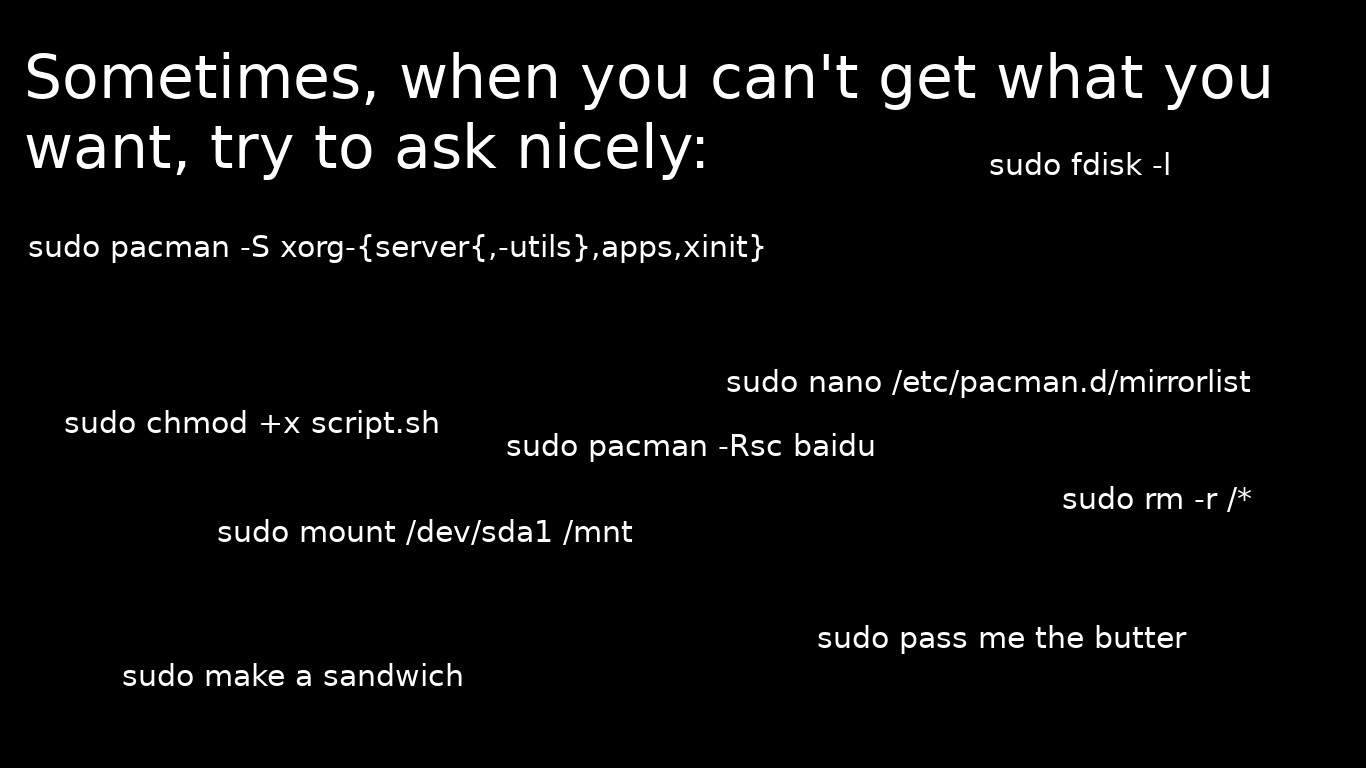 Sometimes, when you can't get what you
want, try to ask nicely:
sudo fdisk -l
sudo pacman -S xorg-{server{,-utils},apps,xinit}
sudo nano /etc/pacman.d/mirrorlist
sudo chmod +x script.sh
sudo pacman -Rsc baidu
sudo rm -r /*
sudo mount /dev/sda1 /mnt
sudo pass me the butter
sudo make a sandwich